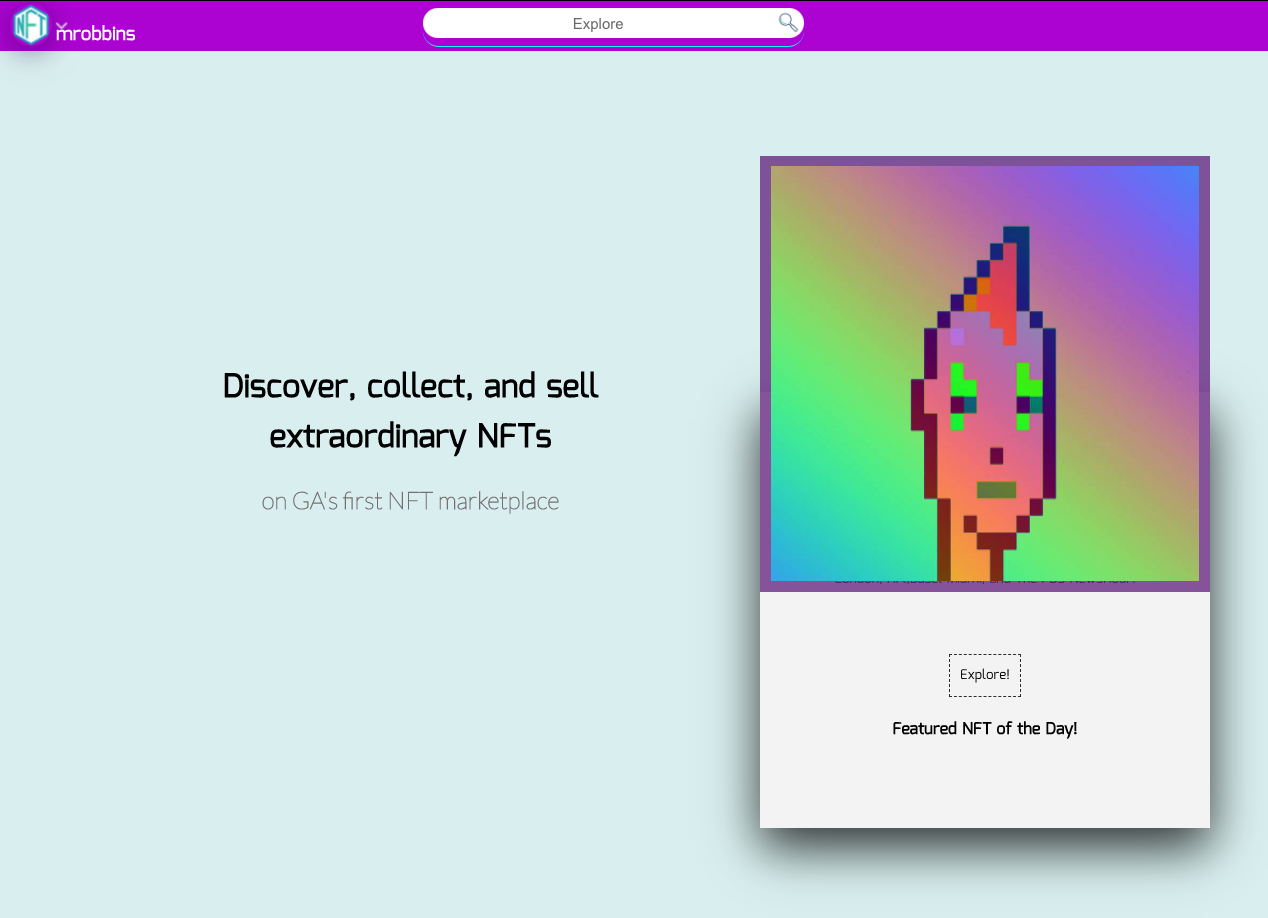 NFT
mrobbins
Explore
Discover, collect, and sell
extraordinary NFTs
on GA's first NFT marketplace
Explore!
Featured NFT of the Day!